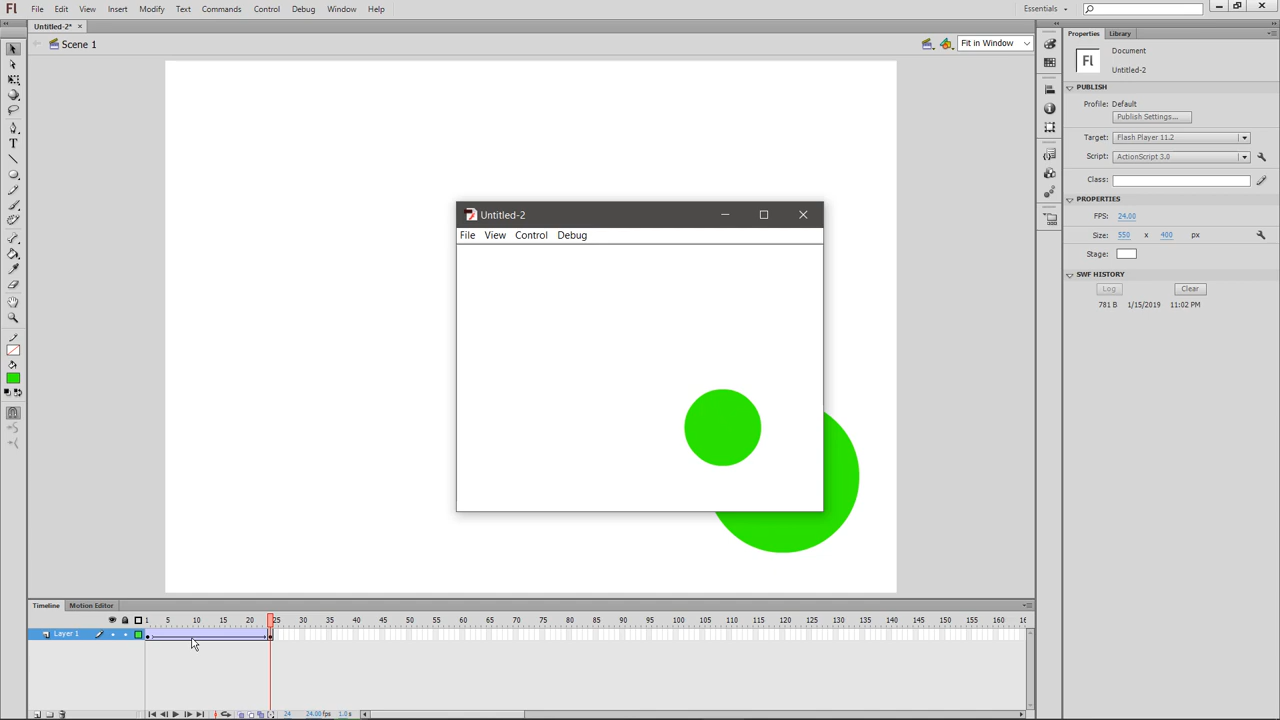 Fl File Edit View Insert Modify Text Commands Control Debug Window Help Essentials
Untitled-2* ×
Scene 1 Fit in Window
Properties Library
Fl Document
Untitled-2
PUBLISH
Profile: Default
Publish Settings...
Target: Flash Player 11.2
Script: ActionScript 3.0
Class:
PROPERTIES
FPS: 24.00
Size: 550 x 400 px
Stage:
SWF HISTORY
Log Clear
781 B 1/15/2019 11:02 PM
Untitled-2
File View Control Debug
Timeline Motion Editor
1 5 10 15 20 25 30 35 40 45 50 55 60 65 70 75 80 85 90 95 100 105 110 115 120 125 130 135 140 145 150 155 160 16
Layer 1
24 24.00 fps 1.0 s